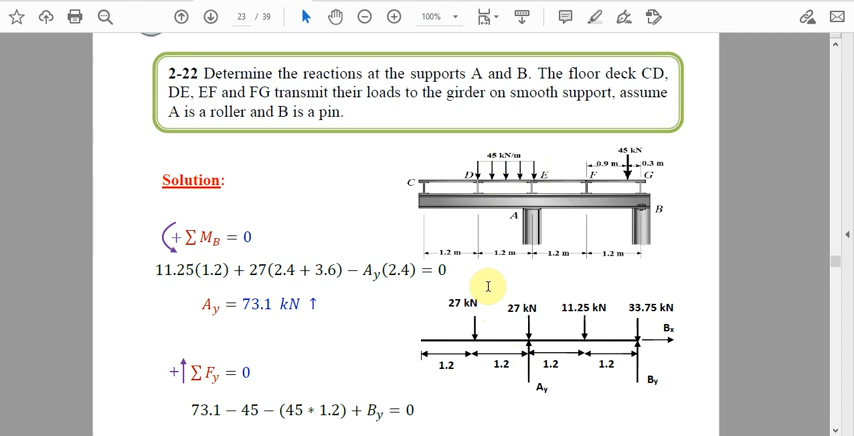 23 / 39
100%
2-22 Determine the reactions at the supports A and B. The floor deck CD,
DE, EF and FG transmit their loads to the girder on smooth support, assume
A is a roller and B is a pin.
Solution:
45 kN/m
45 kN
0.9 m
0.3 m
C
D
E
F
G
A
B
1.2 m
1.2 m
1.2 m
1.2 m
+ ∑ M_B = 0
11.25(1.2) + 27(2.4 + 3.6) − A_y(2.4) = 0
A_y = 73.1 kN ↑
27 kN
27 kN
11.25 kN
33.75 kN
B_x
1.2
1.2
1.2
1.2
A_y
B_y
+↑ ∑ F_y = 0
73.1 − 45 − (45 * 1.2) + B_y = 0